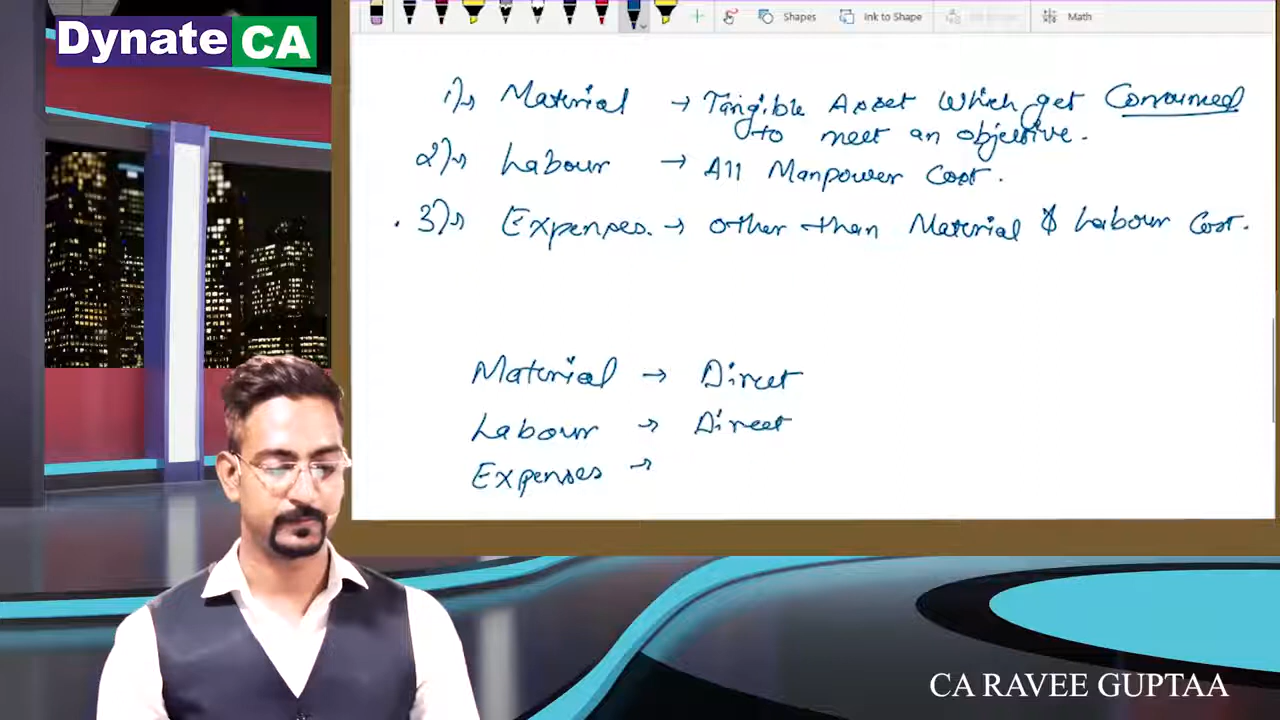 Dynate CA
Shapes Ink to Shape Math
1)↳ Material → Tangible Asset which get Consumed
to meet an objective.
2)↳ Labour → All Manpower Cost.
3)↳ Expenses. → other than Material & Labour Cost.
Material → Direct
Labour → Direct
Expenses →
CA RAVEE GUPTAA